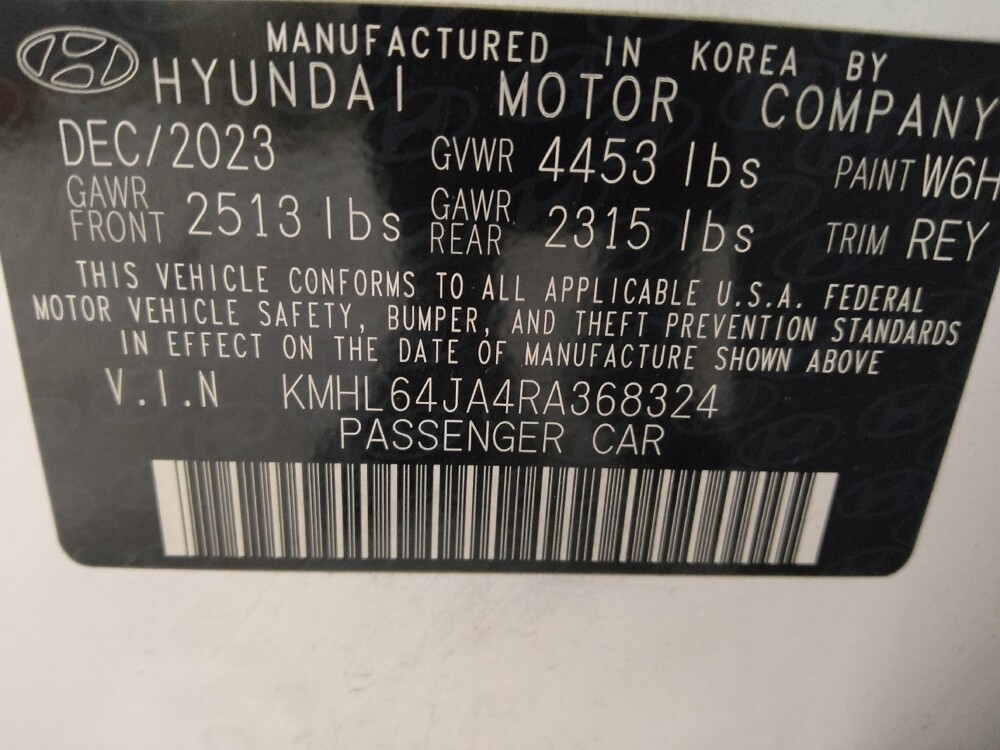 MANUFACTURED IN KOREA BY
HYUNDAI MOTOR COMPANY
DEC/2023 GVWR 4453 lbs PAINT W6H
GAWR FRONT 2513 lbs GAWR REAR 2315 lbs TRIM REY
THIS VEHICLE CONFORMS TO ALL APPLICABLE U.S.A. FEDERAL
MOTOR VEHICLE SAFETY, BUMPER, AND THEFT PREVENTION STANDARDS
IN EFFECT ON THE DATE OF MANUFACTURE SHOWN ABOVE
V.I.N KMHL64JA4RA368324
PASSENGER CAR